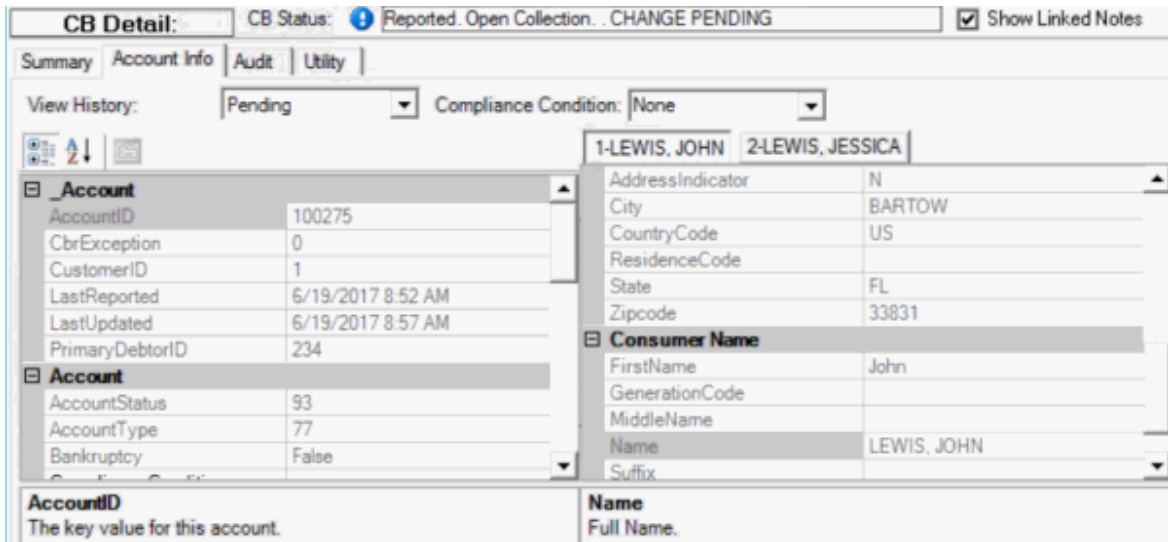 CB Detail: CB Status: Reported. Open Collection. . CHANGE PENDING Show Linked Notes
Summary Account Info Audit Utility
View History: Pending Compliance Condition: None
1-LEWIS, JOHN 2-LEWIS, JESSICA
_Account
AccountID 100275
CbrException 0
CustomerID 1
LastReported 6/19/2017 8:52 AM
LastUpdated 6/19/2017 8:57 AM
PrimaryDebtorID 234
Account
AccountStatus 93
AccountType 77
Bankruptcy False
AccountID
The key value for this account.
AddressIndicator N
City BARTOW
CountryCode US
ResidenceCode
State FL
Zipcode 33831
Consumer Name
FirstName John
GenerationCode
MiddleName
Name LEWIS, JOHN
Suffix
Name
Full Name.